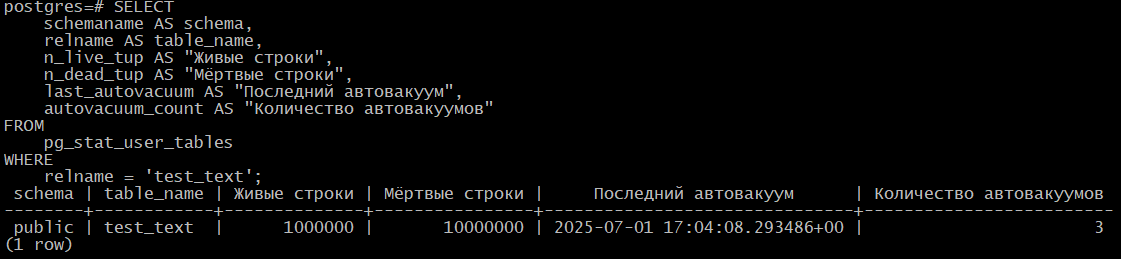 postgres=# SELECT
    schemaname AS schema,
    relname AS table_name,
    n_live_tup AS "Живые строки",
    n_dead_tup AS "Мёртвые строки",
    last_autovacuum AS "Последний автовакуум",
    autovacuum_count AS "Количество автовакуумов"
FROM
    pg_stat_user_tables
WHERE
    relname = 'test_text';
 schema | table_name | Живые строки | Мёртвые строки |     Последний автовакуум      | Количество автовакуумов
--------+------------+--------------+----------------+-------------------------------+-------------------------
 public | test_text  |      1000000 |       10000000 | 2025-07-01 17:04:08.293486+00 |                       3
(1 row)